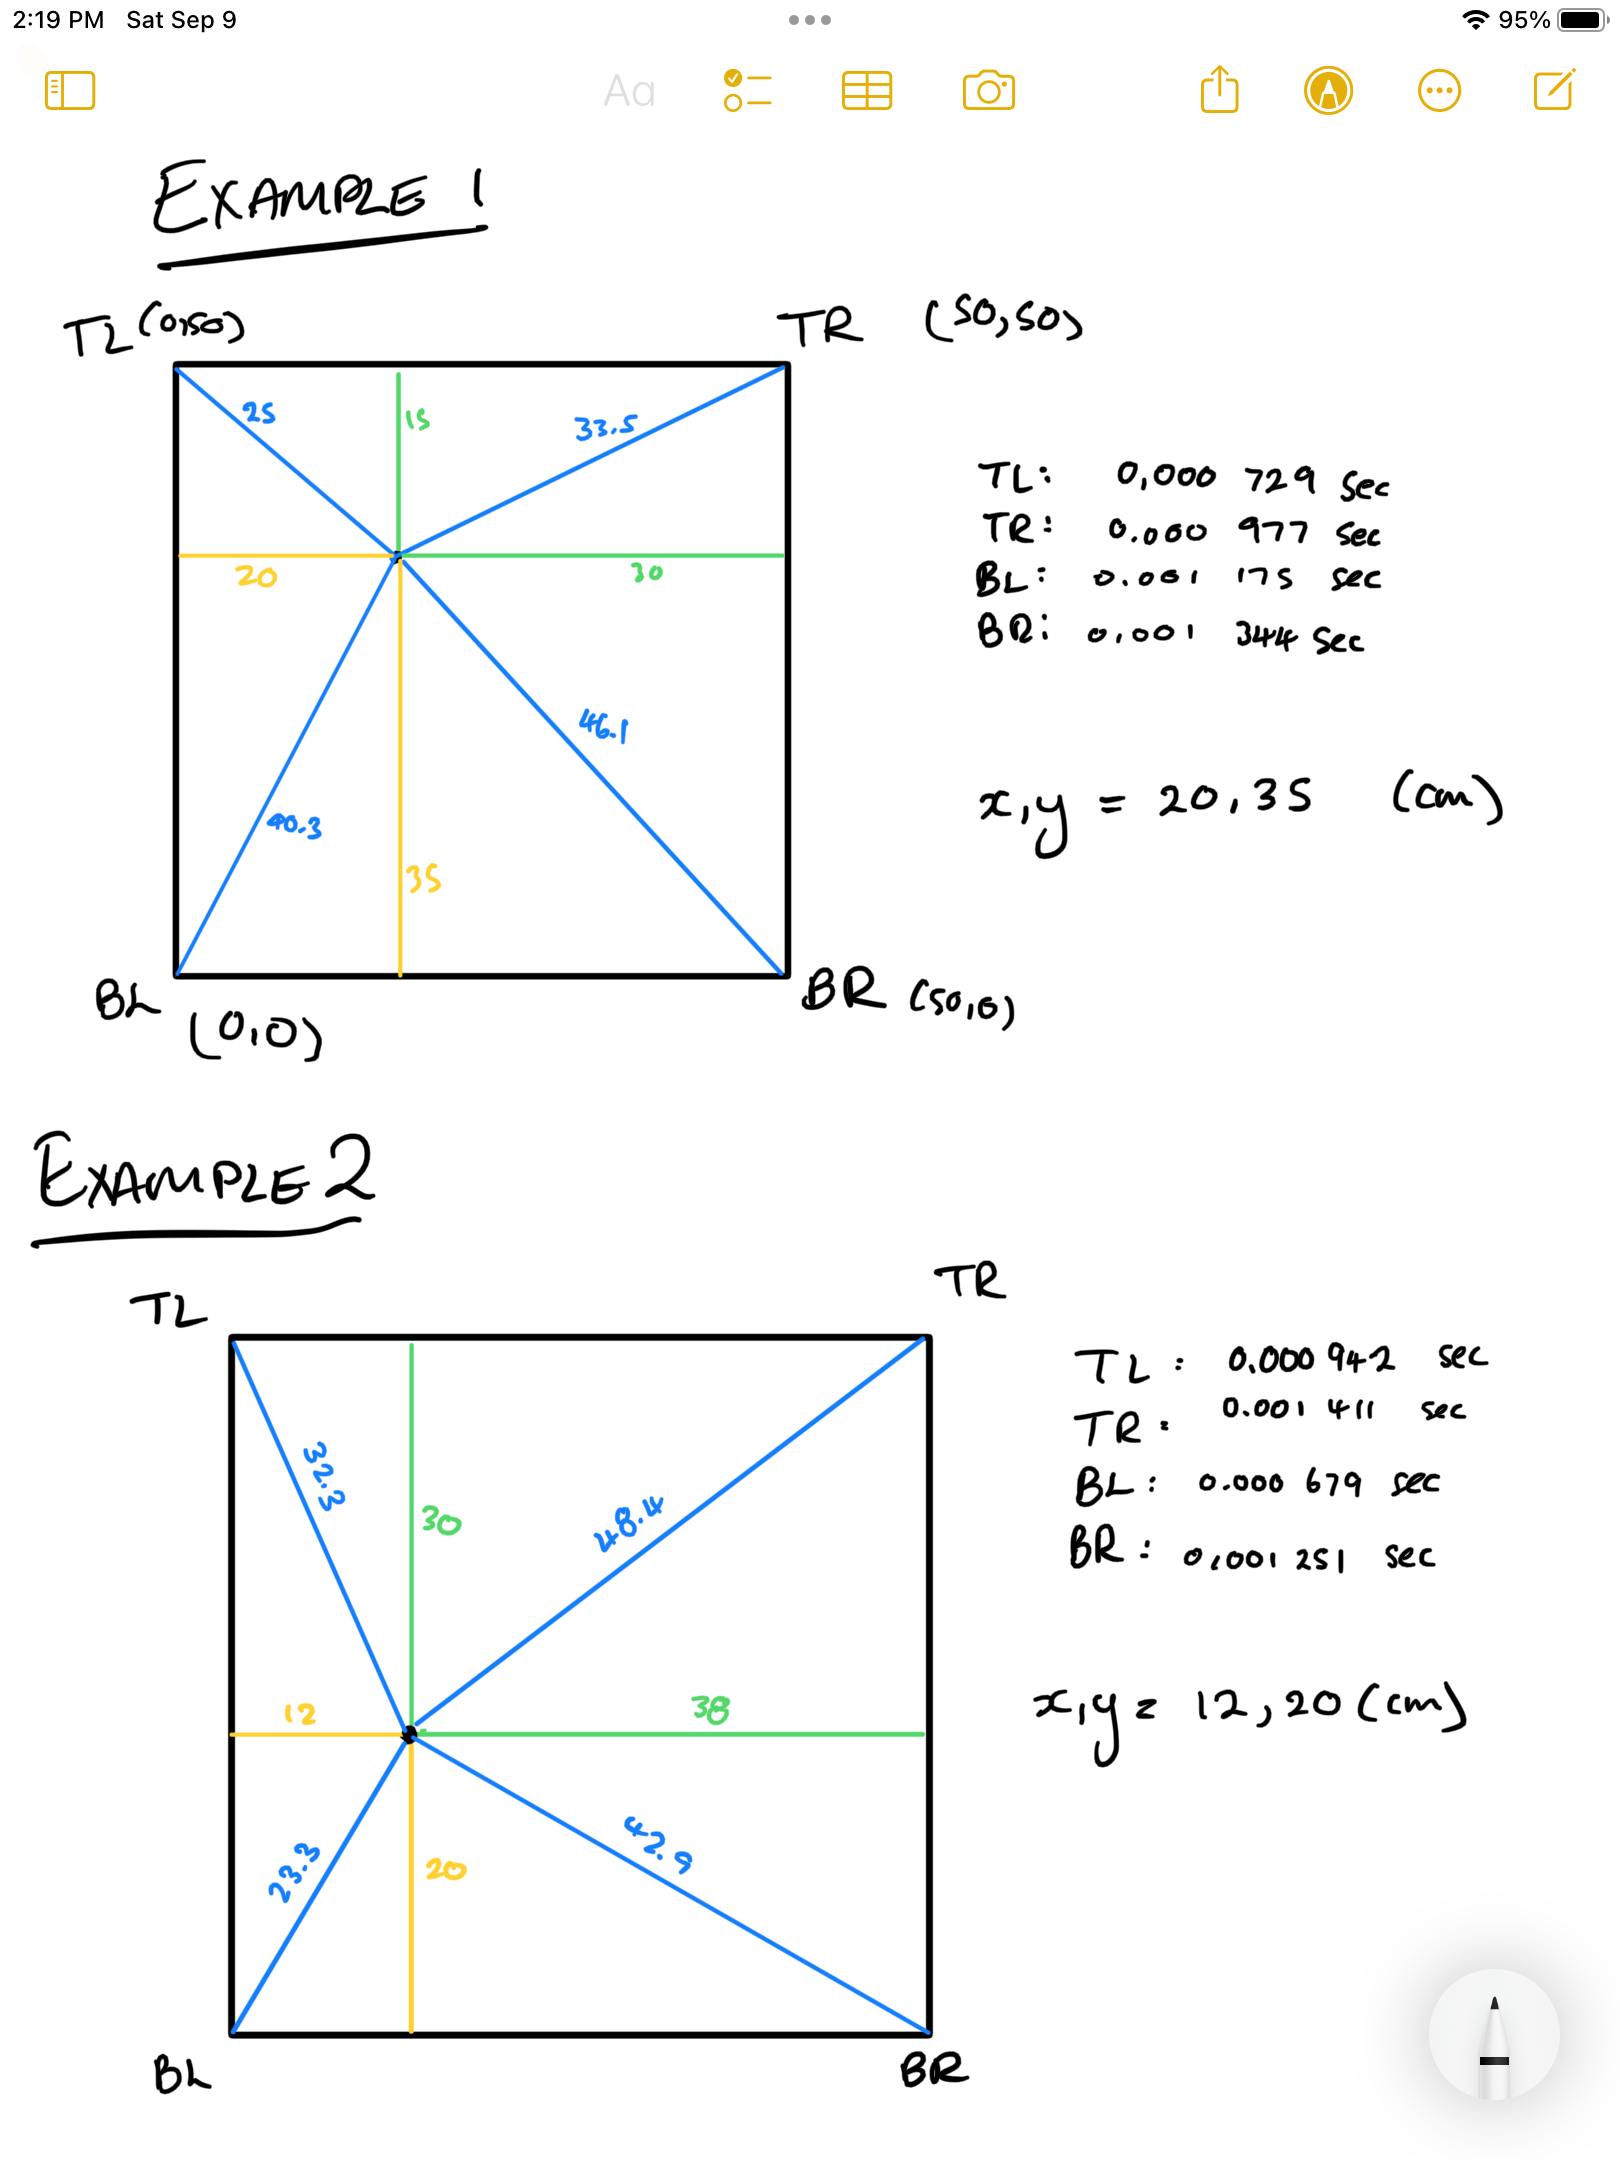 2:19 PM Sat Sep 9
95%
Aa
EXAMPLE 1
TL (0,50)
TR (50,50)
25
15
33.5
20
30
46.1
40.3
35
BL (0,0)
BR (50,0)
TL: 0,000 729 sec
TR: 0.000 977 sec
BL: 0.001 175 sec
BR: 0.001 344 sec
x,y = 20,35 (cm)
EXAMPLE 2
TL
TR
32.3
30
48.4
12
38
23.3
20
42.9
BL
BR
TL: 0.000 942 sec
TR: 0.001 411 sec
BL: 0.000 679 sec
BR: 0,001 251 sec
x,y = 12,20 (cm)